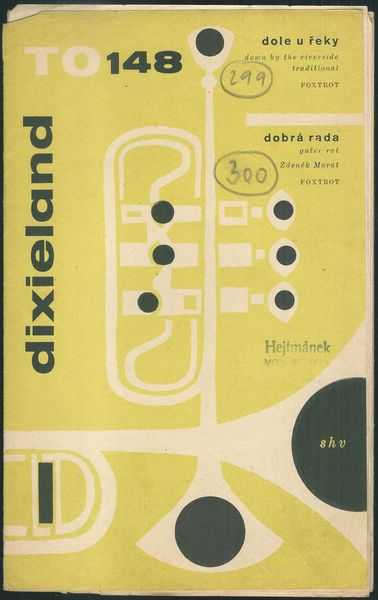 TO 148
dixieland
dole u řeky
down by the riverside
traditional
FOXTROT
299
dobrá rada
guter rat
Zdeněk Marat
FOXTROT
300
Hejtmánek
shv